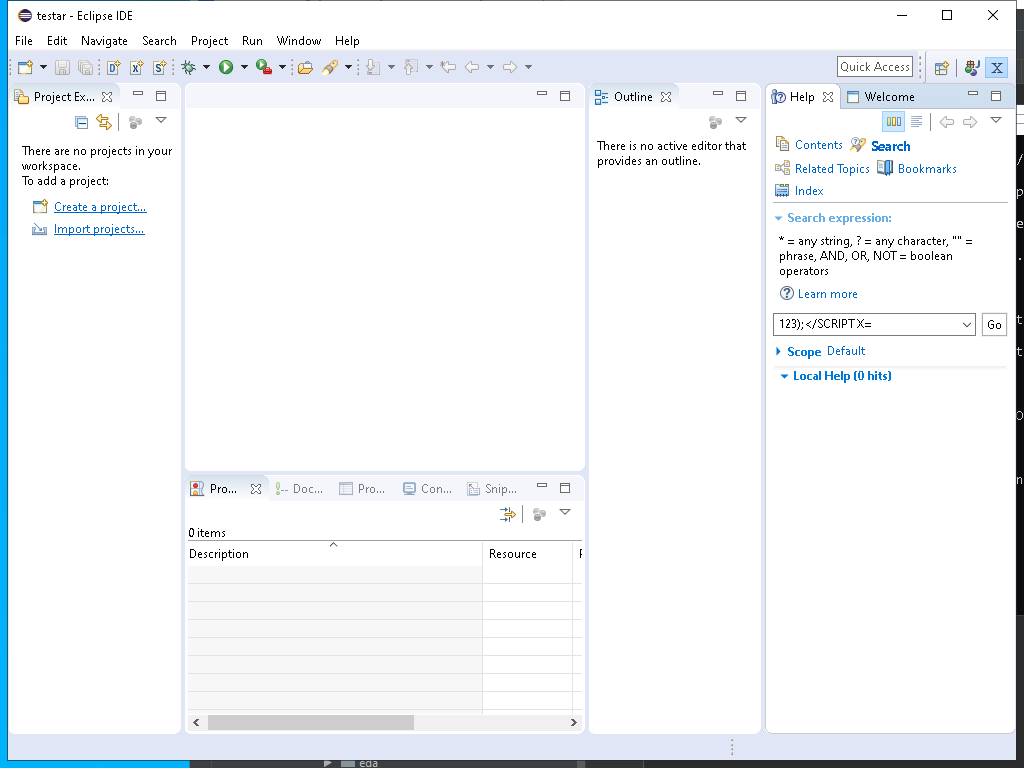 testar - Eclipse IDE
File Edit Navigate Search Project Run Window Help
Quick Access
Project Ex...
There are no projects in your
workspace.
To add a project:
Create a project...
Import projects...
Outline
There is no active editor that
provides an outline.
Help Welcome
Contents Search
Related Topics Bookmarks
Index
Search expression:
* = any string, ? = any character, "" =
phrase, AND, OR, NOT = boolean
operators
Learn more
123);</SCRIPTX=
Go
Scope Default
Local Help (0 hits)
Pro... Doc... Pro... Con... Snip...
0 items
Description Resource
eda